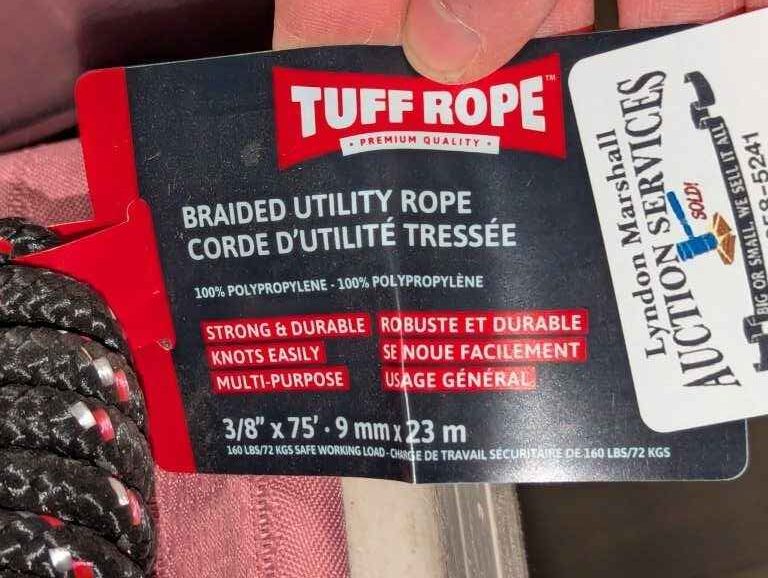 TUFF ROPE™
• PREMIUM QUALITY •
BRAIDED UTILITY ROPE
CORDE D'UTILITÉ TRESSÉE
100% POLYPROPYLENE - 100% POLYPROPYLÈNE
STRONG & DURABLE
KNOTS EASILY
MULTI-PURPOSE
ROBUSTE ET DURABLE
SE NOUE FACILEMENT
USAGE GÉNÉRAL
3/8" x 75' • 9 mm x 23 m
160 LBS/72 KGS SAFE WORKING LOAD - CHARGE DE TRAVAIL SÉCURITAIRE DE 160 LBS/72 KGS
Lyndon Marshall
AUCTION SERVICES
SOLD!
BIG OR SMALL, WE SELL IT ALL
58-5241